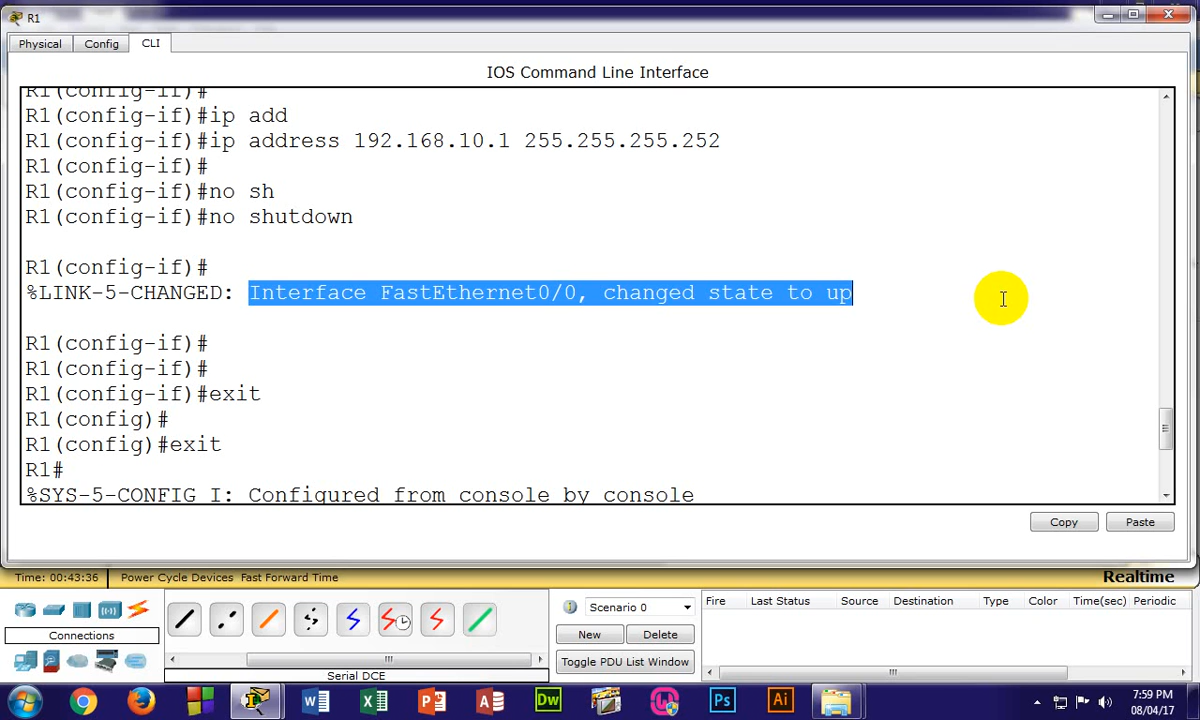 R1
Physical
Config
CLI
IOS Command Line Interface
R1(config-if)#
R1(config-if)#ip add
R1(config-if)#ip address 192.168.10.1 255.255.255.252
R1(config-if)#
R1(config-if)#no sh
R1(config-if)#no shutdown
R1(config-if)#
%LINK-5-CHANGED: Interface FastEthernet0/0, changed state to up
R1(config-if)#
R1(config-if)#
R1(config-if)#exit
R1(config)#
R1(config)#exit
R1#
%SYS-5-CONFIG_I: Configured from console by console
Copy
Paste
Time: 00:43:36
Power Cycle Devices Fast Forward Time
Realtime
Connections
Serial DCE
Scenario 0
New
Delete
Toggle PDU List Window
Fire Last Status Source Destination Type Color Time(sec) Periodic
Dw
Ps
Ai
7:59 PM
08/04/17